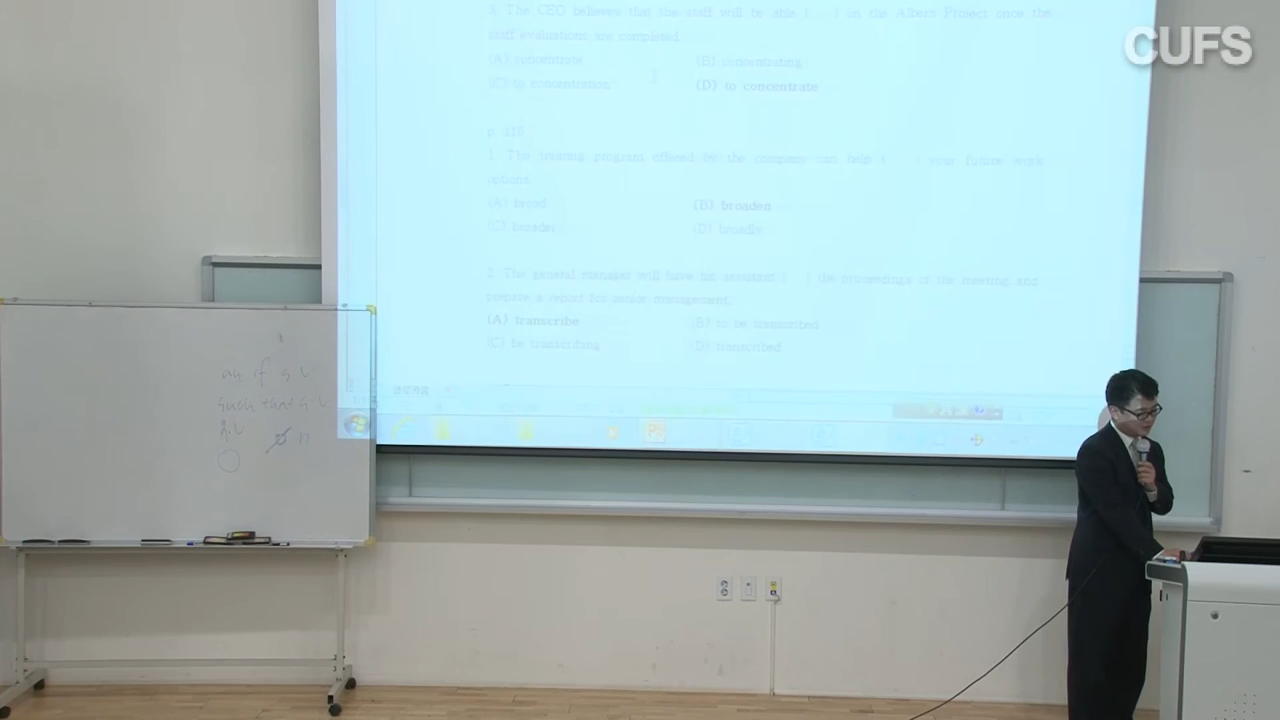 CUFS
3. The CEO believes that the staff will be able ( ) on the Albert Project once the
staff evaluations are completed.
(A) concentrate (B) concentrating
(C) to concentration (D) to concentrate
1. The training program offered by the company can help ( ) your future work
options.
(A) broad (B) broaden
(C) broader (D) broadly
2. The general manager will have his assistant ( ) the proceedings of the meeting and
prepare a report for senior management.
(A) transcribe (B) to be transcribed
(C) be transcribing (D) transcribed
as if s v
such that s v